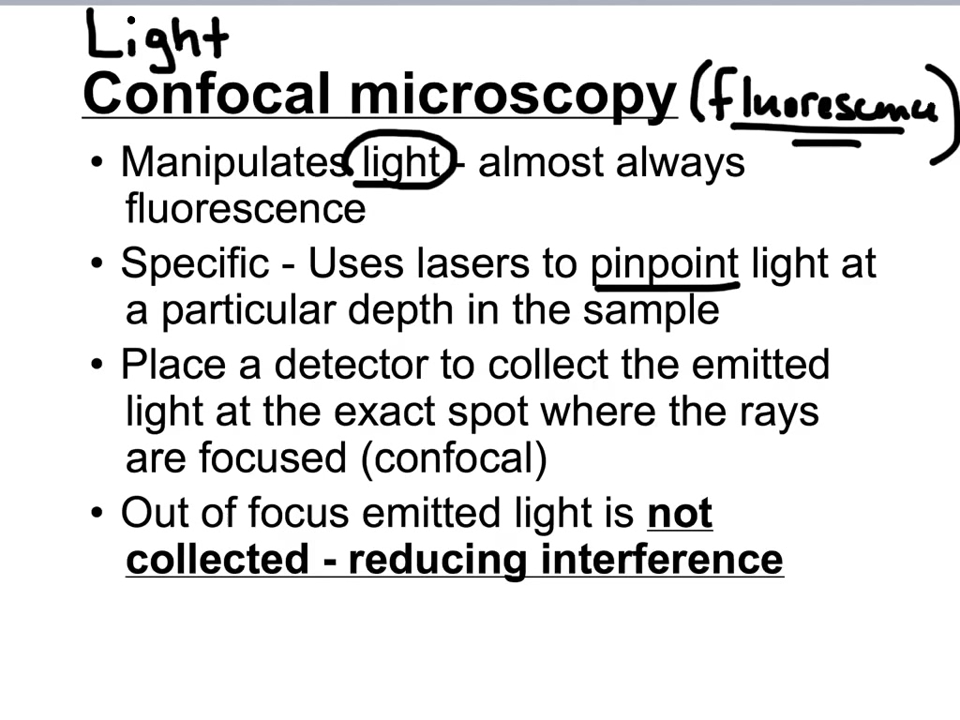 Light
Confocal microscopy (fluorescence)
• Manipulates light - almost always
fluorescence
• Specific - Uses lasers to pinpoint light at
a particular depth in the sample
• Place a detector to collect the emitted
light at the exact spot where the rays
are focused (confocal)
• Out of focus emitted light is not
collected - reducing interference